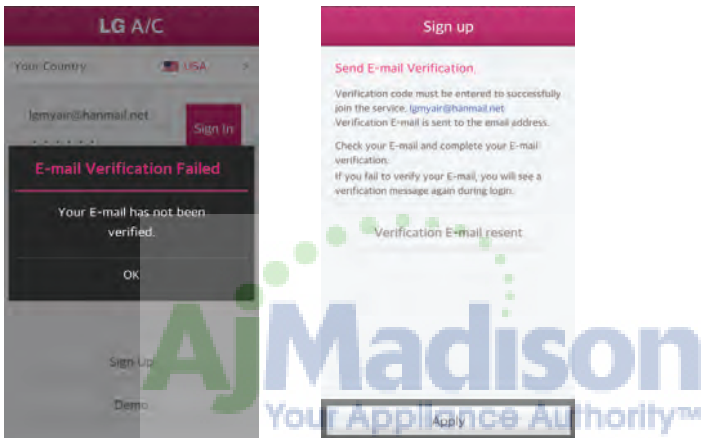 LG A/C
Your Country USA >
lgmyair@hanmail.net
Sign In
E-mail Verification Failed
Your E-mail has not been
verified.
OK
Sign Up
Demo
Sign up
Send E-mail Verification
Verification code must be entered to successfully
join the service. lgmyair@hanmail.net
Verification E-mail is sent to the email address.
Check your E-mail and complete your E-mail
verification.
If you fail to verify your E-mail, you will see a
verification message again during login.
Verification E-mail resent
Apply
AjMadison
Your Appliance Authority™